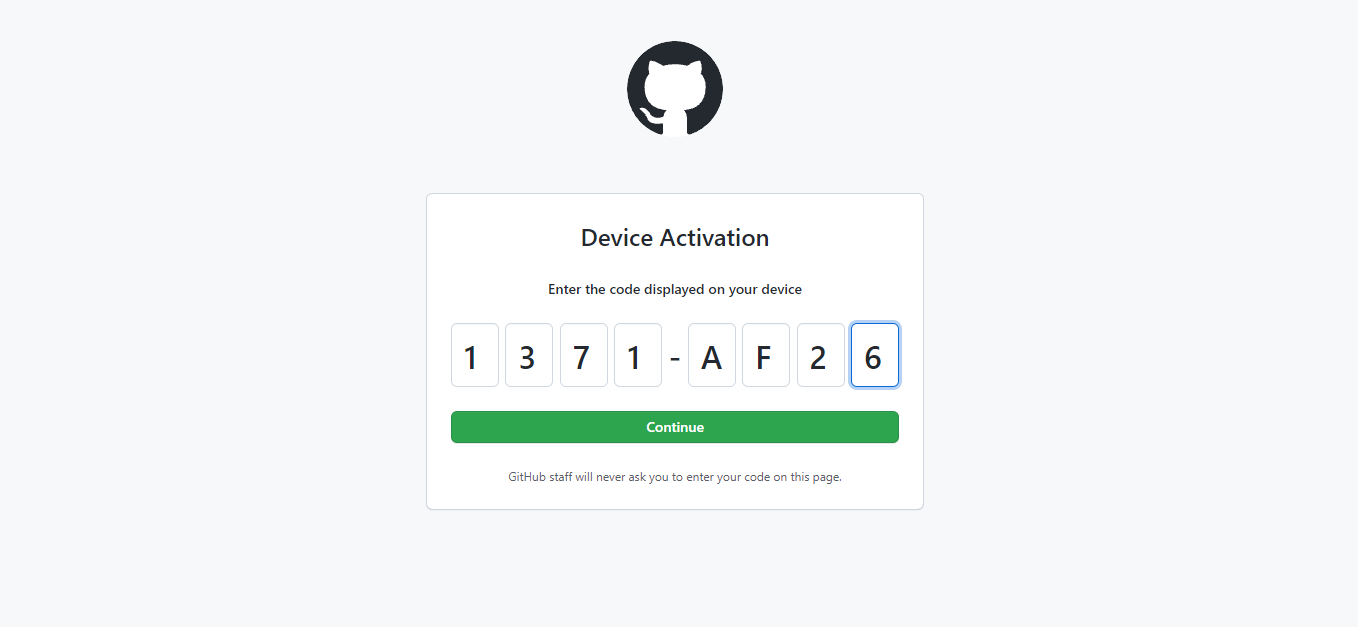 Device Activation
Enter the code displayed on your device
1 3 7 1 - A F 2 6
Continue
GitHub staff will never ask you to enter your code on this page.